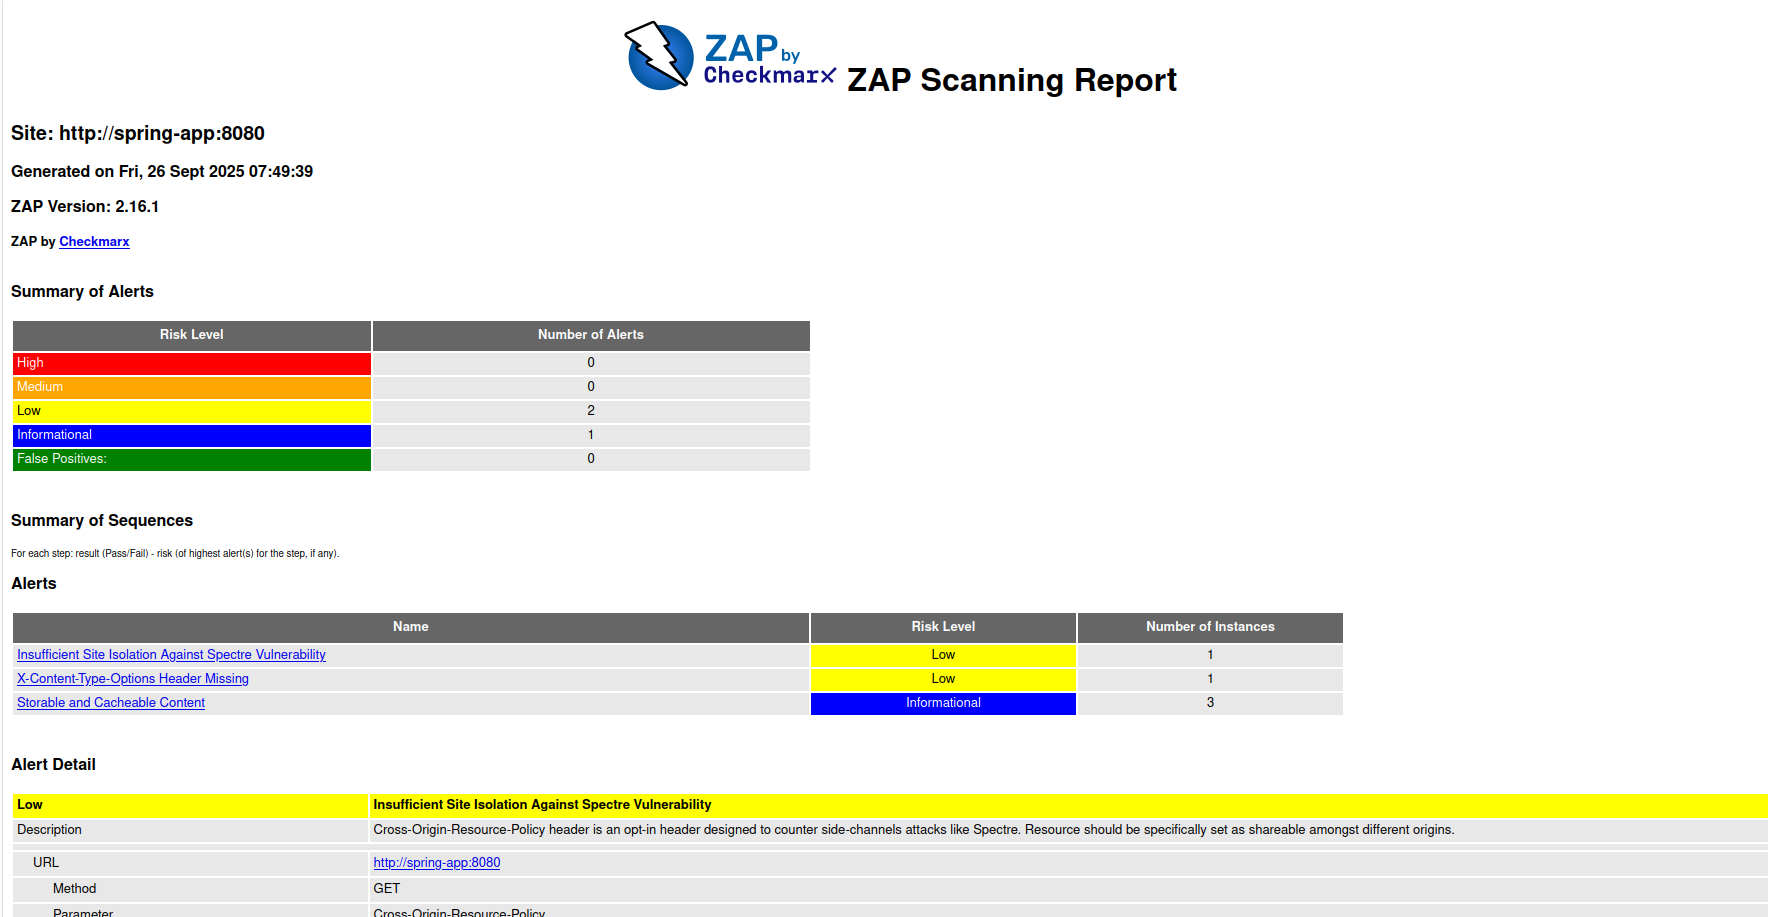 ZAP by
Checkmarx ZAP Scanning Report
Site: http://spring-app:8080
Generated on Fri, 26 Sept 2025 07:49:39
ZAP Version: 2.16.1
ZAP by Checkmarx
Summary of Alerts
Risk Level Number of Alerts
High 0
Medium 0
Low 2
Informational 1
False Positives: 0
Summary of Sequences
For each step: result (Pass/Fail) - risk (of highest alert(s) for the step, if any).
Alerts
Name Risk Level Number of Instances
Insufficient Site Isolation Against Spectre Vulnerability Low 1
X-Content-Type-Options Header Missing Low 1
Storable and Cacheable Content Informational 3
Alert Detail
Low Insufficient Site Isolation Against Spectre Vulnerability
Description Cross-Origin-Resource-Policy header is an opt-in header designed to counter side-channels attacks like Spectre. Resource should be specifically set as shareable amongst different origins.
URL http://spring-app:8080
Method GET
Parameter Cross-Origin-Resource-Policy